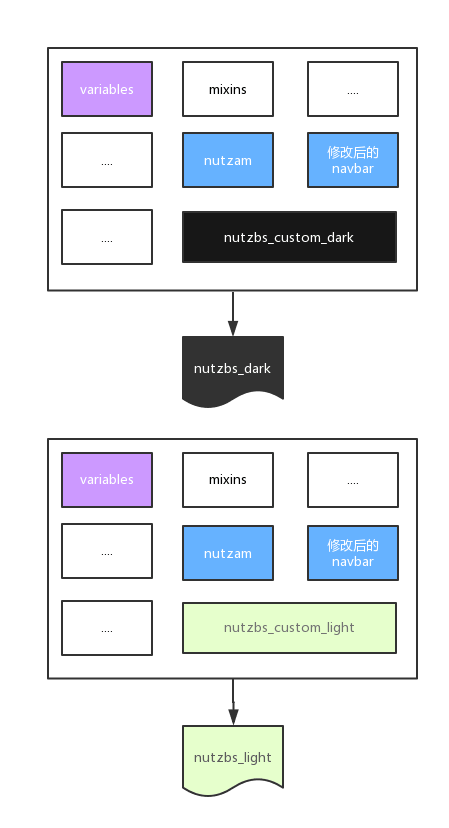 variables
mixins
....
....
nutzam
修改后的
navbar
....
nutzbs_custom_dark
nutzbs_dark
variables
mixins
....
....
nutzam
修改后的
navbar
....
nutzbs_custom_light
nutzbs_light